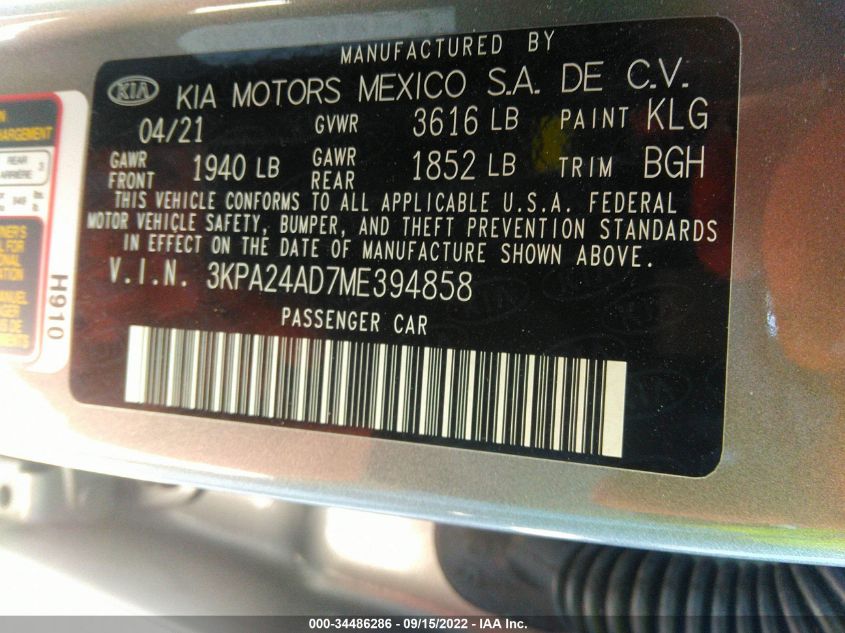 MANUFACTURED BY
KIA KIA MOTORS MEXICO S.A. DE C.V.
04/21 GVWR 3616 LB PAINT KLG
GAWR FRONT 1940 LB GAWR REAR 1852 LB TRIM BGH
THIS VEHICLE CONFORMS TO ALL APPLICABLE U.S.A. FEDERAL
MOTOR VEHICLE SAFETY, BUMPER, AND THEFT PREVENTION STANDARDS
IN EFFECT ON THE DATE OF MANUFACTURE SHOWN ABOVE.
V.I.N. 3KPA24AD7ME394858
PASSENGER CAR
REAR
H910
000-34486286 - 09/15/2022 - IAA Inc.